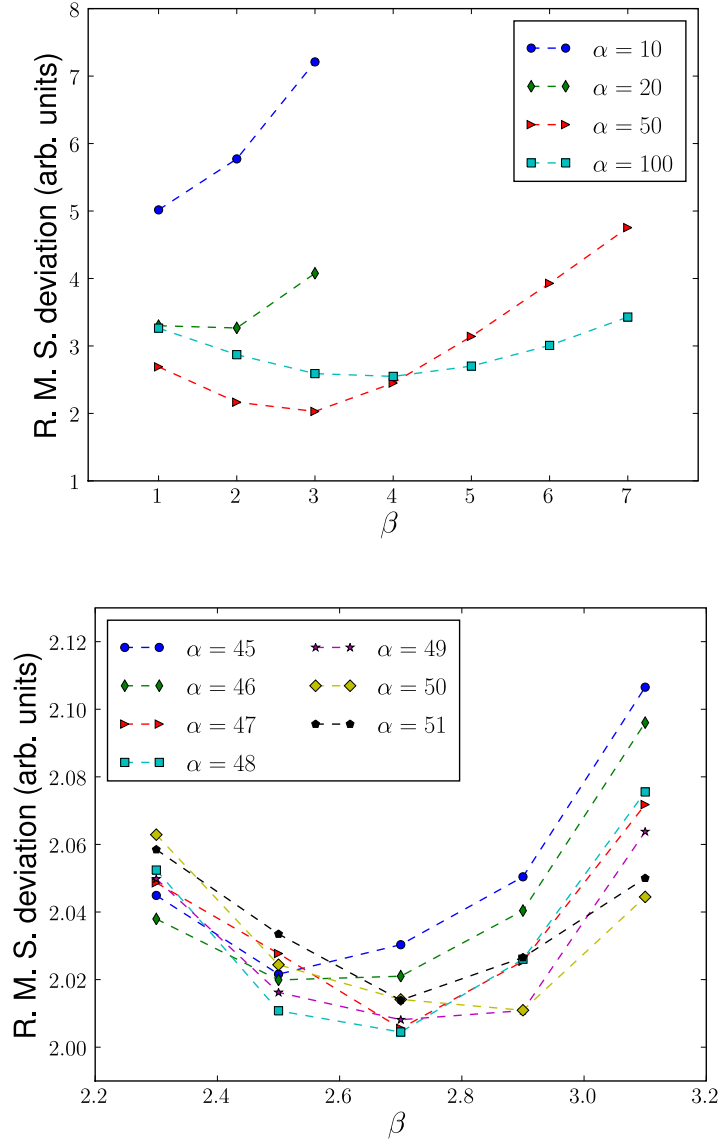 8
7
6
5
4
3
2
1
R. M. S. deviation (arb. units)
α = 10
α = 20
α = 50
α = 100
1 2 3 4 5 6 7
β
2.12
2.10
2.08
2.06
2.04
2.02
2.00
R. M. S. deviation (arb. units)
α = 45
α = 46
α = 47
α = 48
α = 49
α = 50
α = 51
2.2 2.4 2.6 2.8 3.0 3.2
β